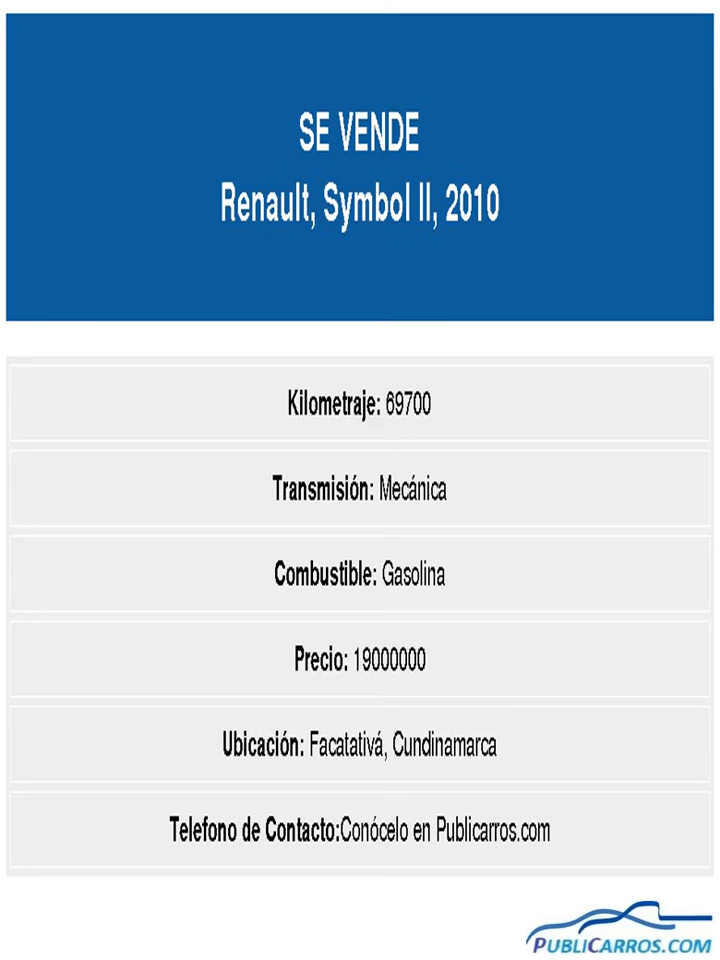 SE VENDE
Renault, Symbol II, 2010
Kilometraje: 69700
Transmisión: Mecánica
Combustible: Gasolina
Precio: 19000000
Ubicación: Facatativá, Cundinamarca
Telefono de Contacto:Conócelo en Publicarros.com
PUBLICARROS.COM